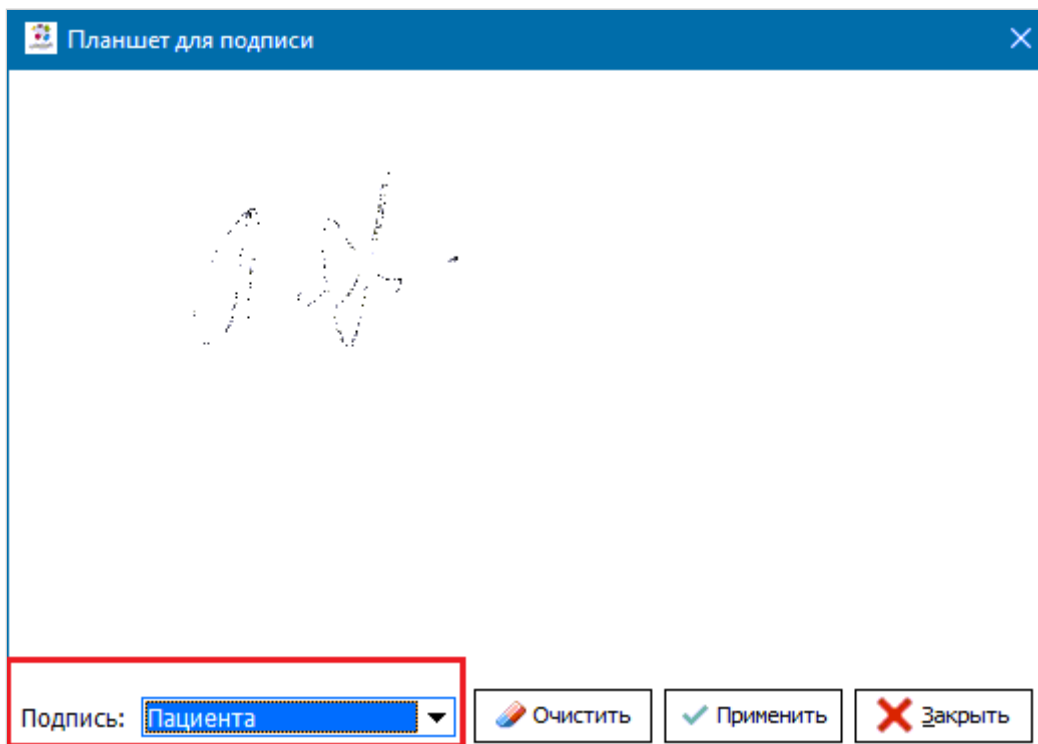 Планшет для подписи
Подпись: Пациента Очистить Применить Закрыть